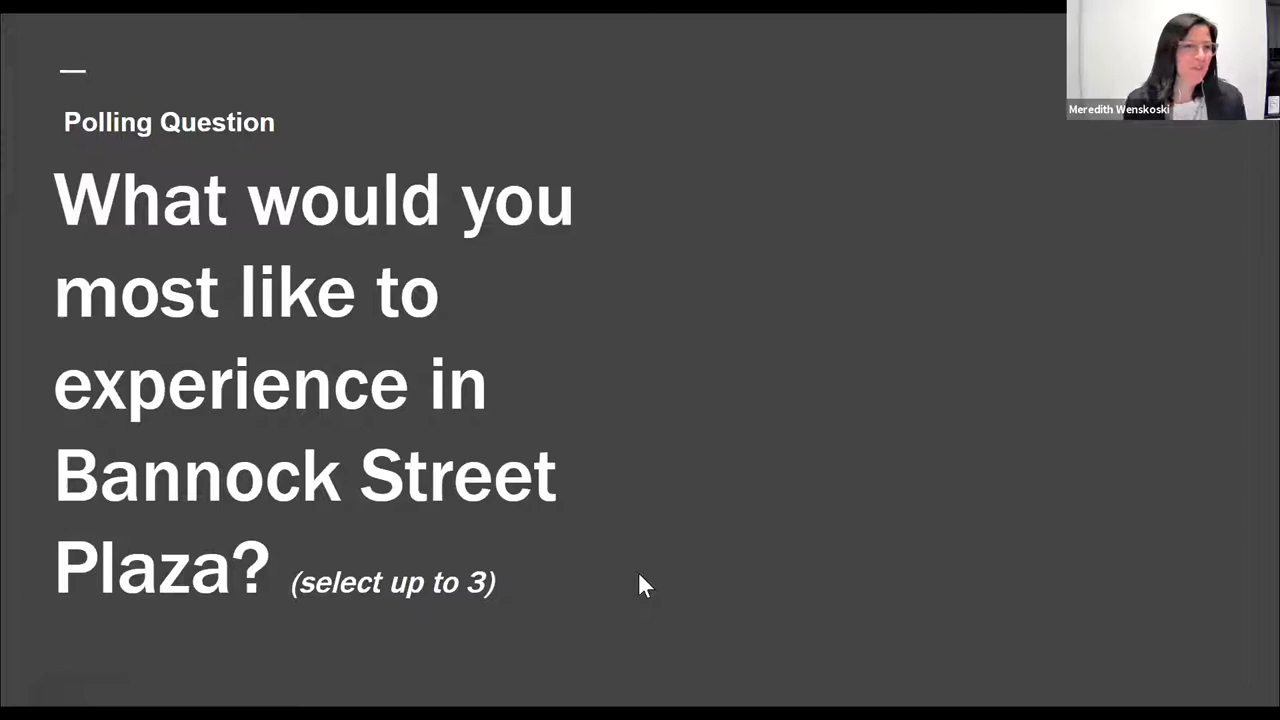 Polling Question
What would you
most like to
experience in
Bannock Street
Plaza? (select up to 3)
Meredith Wenskoski